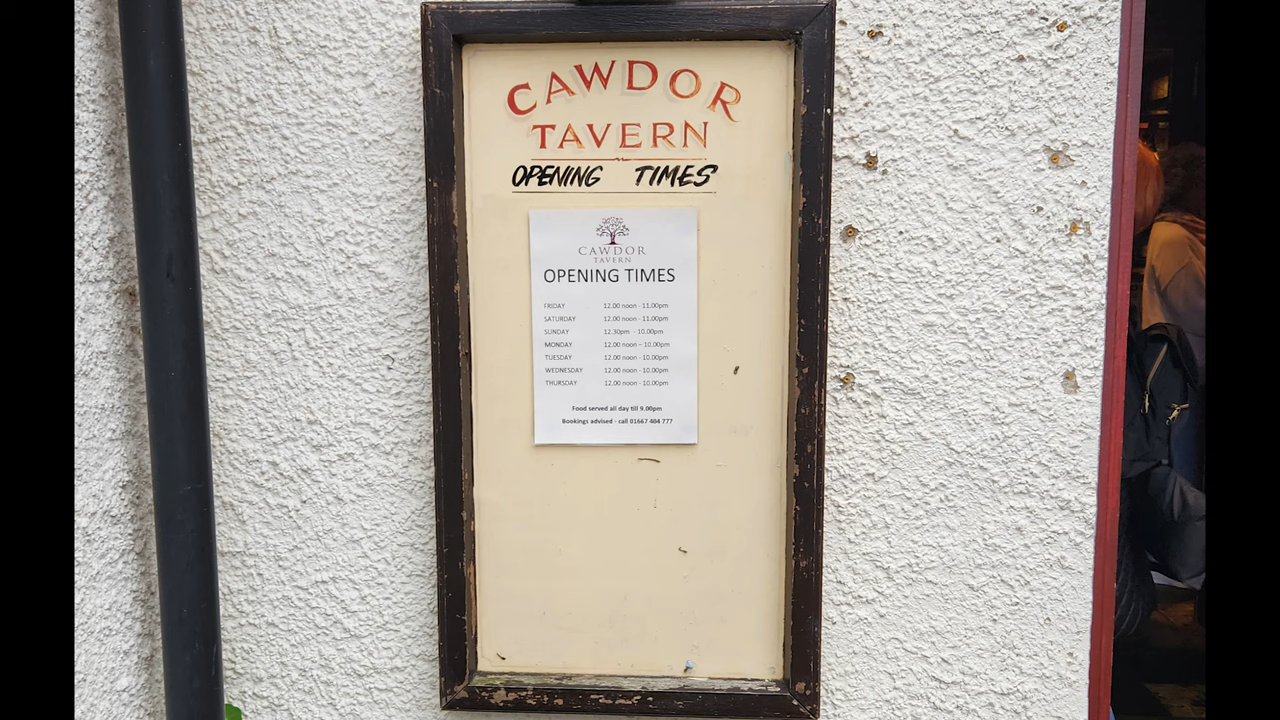 CAWDOR
TAVERN
OPENING TIMES
CAWDOR
TAVERN
OPENING TIMES
FRIDAY 12.00 noon - 11.00pm
SATURDAY 12.00 noon - 11.00pm
SUNDAY 12.30pm - 10.00pm
MONDAY 12.00 noon – 10.00pm
TUESDAY 12.00 noon - 10.00pm
WEDNESDAY 12.00 noon - 10.00pm
THURSDAY 12.00 noon - 10.00pm
Food served all day till 9.00pm
Bookings advised - call 01667 404 777